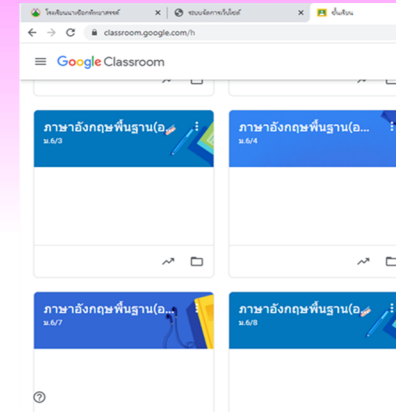 โรงเรียนนางเดือกพิทยาสรรค์
ระบบจัดการเว็บไซต์
ชั้นเรียน
classroom.google.com/h
Google Classroom
ภาษาอังกฤษพื้นฐาน(อ
ม.6/3
ภาษาอังกฤษพื้นฐาน(อ...
ม.6/4
ภาษาอังกฤษพื้นฐาน(อ...
ม.6/7
ภาษาอังกฤษพื้นฐาน(อ
ม.6/8